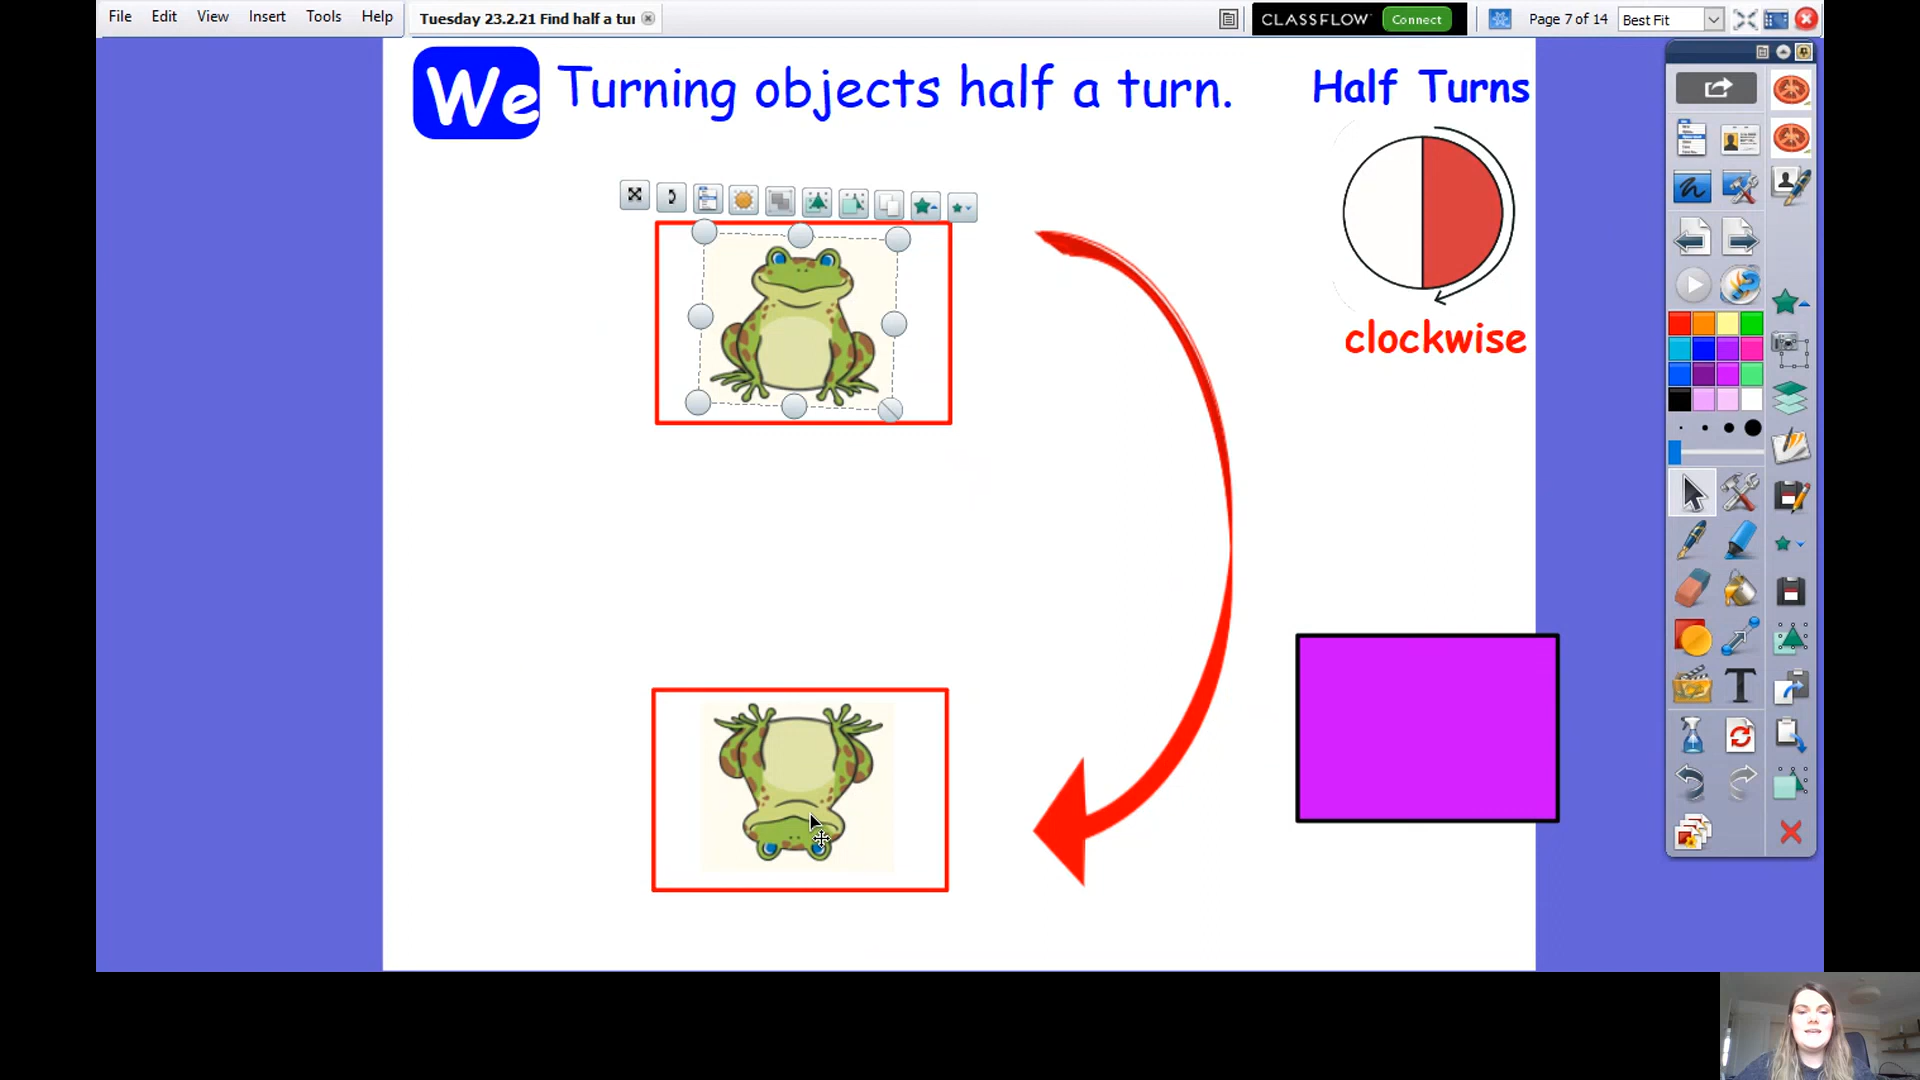 File Edit View Insert Tools Help
Tuesday 23.2.21 Find half a tu
CLASSFLOW Connect
Page 7 of 14
Best Fit
We Turning objects half a turn.
Half Turns
clockwise
T